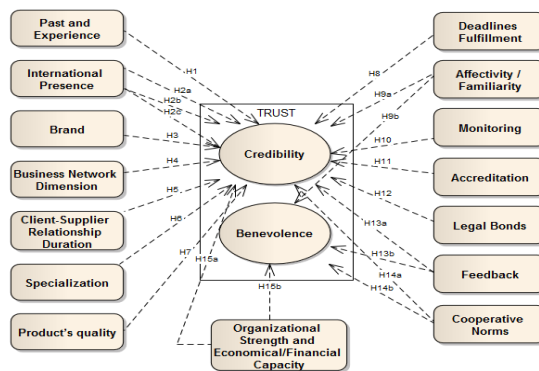 Past and
Experience
International
Presence
Brand
Business Network
Dimension
Client-Supplier
Relationship
Duration
Specialization
Product's quality
H1
H2a
H2b
H2c
H3
H4
H5
H6
H7
H15a
TRUST
Credibility
Benevolence
H15b
Organizational
Strength and
Economical/Financial
Capacity
H8
H9a
H9b
H10
H11
H12
H13a
H13b
H14a
H14b
Deadlines
Fulfillment
Affectivity /
Familiarity
Monitoring
Accreditation
Legal Bonds
Feedback
Cooperative
Norms